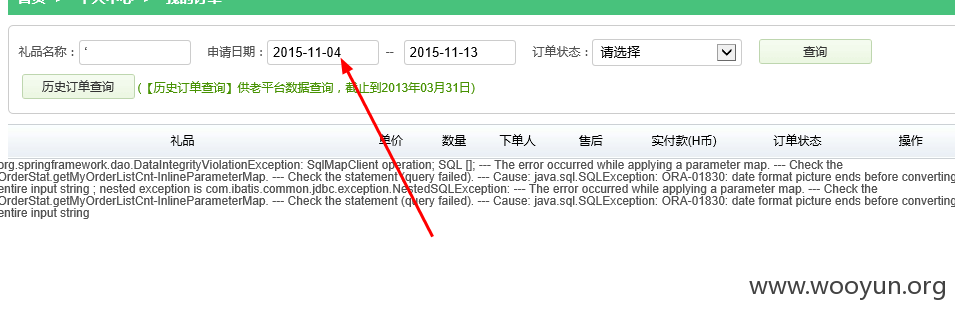 礼品名称： ‘ 申请日期： 2015-11-04 -- 2015-11-13 订单状态： 请选择 查询
历史订单查询 (【历史订单查询】供老平台数据查询，截止到2013年03月31日)
礼品 单价 数量 下单人 售后 实付款(H币) 订单状态 操作
org.springframework.dao.DataIntegrityViolationException: SqlMapClient operation; SQL []; --- The error occurred while applying a parameter map. --- Check the
OrderStat.getMyOrderListCnt-InlineParameterMap. --- Check the statement (query failed). --- Cause: java.sql.SQLException: ORA-01830: date format picture ends before converting
entire input string ; nested exception is com.ibatis.common.jdbc.exception.NestedSQLException: --- The error occurred while applying a parameter map. --- Check the
OrderStat.getMyOrderListCnt-InlineParameterMap. --- Check the statement (query failed). --- Cause: java.sql.SQLException: ORA-01830: date format picture ends before converting
entire input string
www.wooyun.org